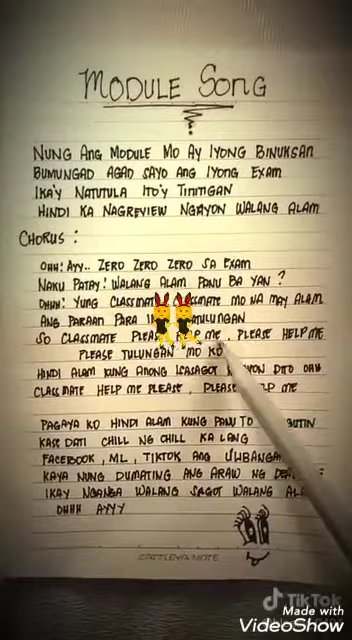 MODULE SONG
NUNG ANG MODULE MO AY IYONG BINUKSAN
BUMUNGAD AGAD SAYO ANG IYONG EXAM
IKA'Y NATUTULA ITO'Y TINITIGAN
HINDI KA NAGREVIEW NGAYON WALANG ALAM
CHORUS :
OHH! AYY.. ZERO ZERO ZERO SA EXAM
NAKU PATAY! WALANG ALAM PANU BA YAN ?
OHHH! YUNG CLASSMATE MO NA MAY ALAM
ANG PARAAN PARA
SO CLASSMATE HELP ME , PLEASE HELP ME
PLEASE TULUNGAN MO KO
HINDI ALAM KUNG ANONG ISASAGOT DITO OHH
CLASSMATE HELP ME PLEASE , PLEASE ME
PAGAYA KO HINDI ALAM KUNG PANU TO
KASE DATI CHILL NG CHILL KA LANG
FACEBOOK , ML , TIKTOK ANG
KAYA NUNG DUMATING ANG ARAW NG
IKAY NGANGA WALANG SAGOT WALANG
OHHH AYY
CATTLEYA NOTE
TikTok
Made with
VideoShow